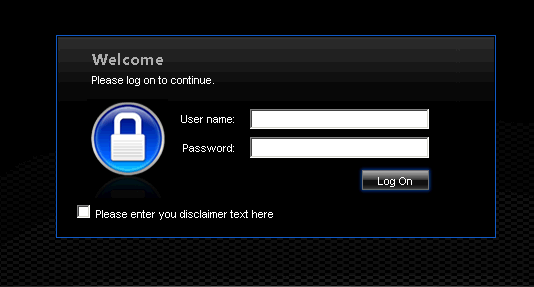 Welcome
Please log on to continue.
User name:
Password:
Log On
Please enter you disclaimer text here